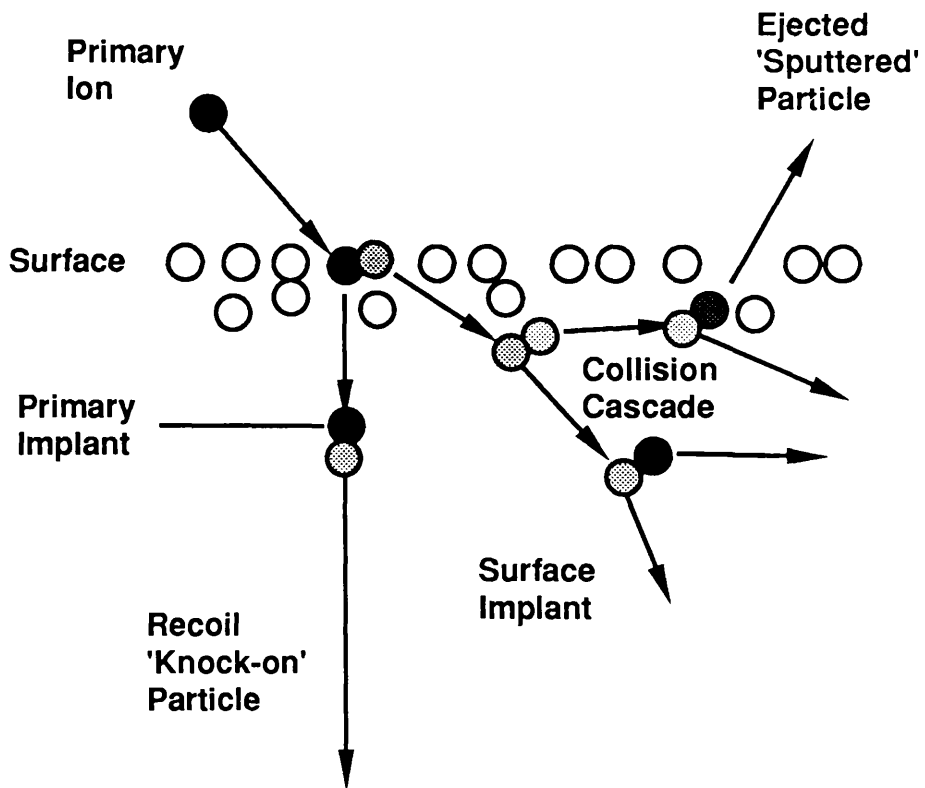 Primary
Ion
Ejected
'Sputtered'
Particle
Surface
Collision
Cascade
Primary
Implant
Surface
Implant
Recoil
'Knock-on'
Particle